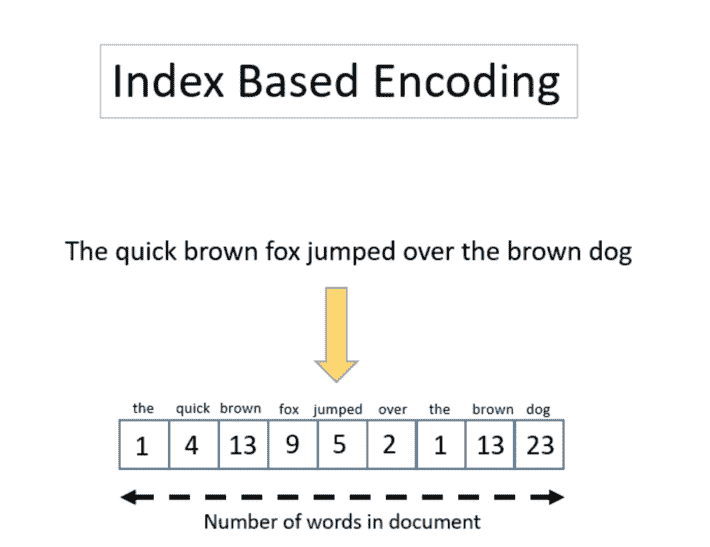 Index Based Encoding
The quick brown fox jumped over the brown dog
the quick brown fox jumped over the brown dog
1 4 13 9 5 2 1 13 23
Number of words in document